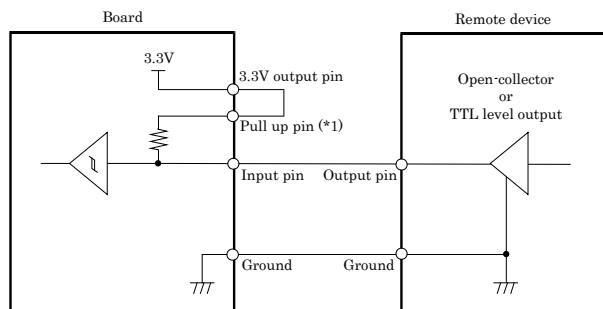 Board
Remote device
3.3V
3.3V output pin
Open-collector
or
TTL level output
Pull up pin (*1)
Input pin
Output pin
Ground
Ground